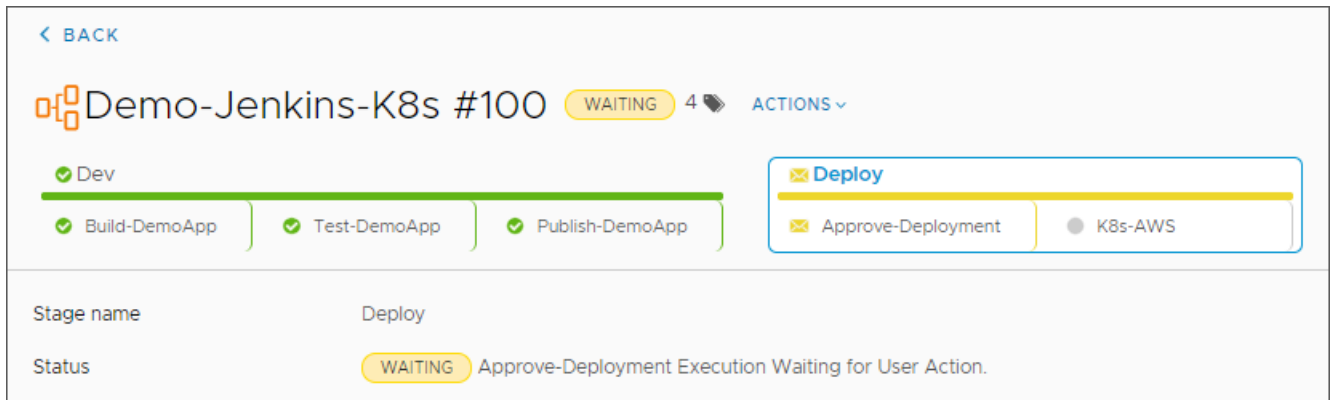 BACK
Demo-Jenkins-K8s #100 WAITING 4 ACTIONS
Dev Deploy
Build-DemoApp Test-DemoApp Publish-DemoApp Approve-Deployment K8s-AWS
Stage name Deploy
Status WAITING Approve-Deployment Execution Waiting for User Action.